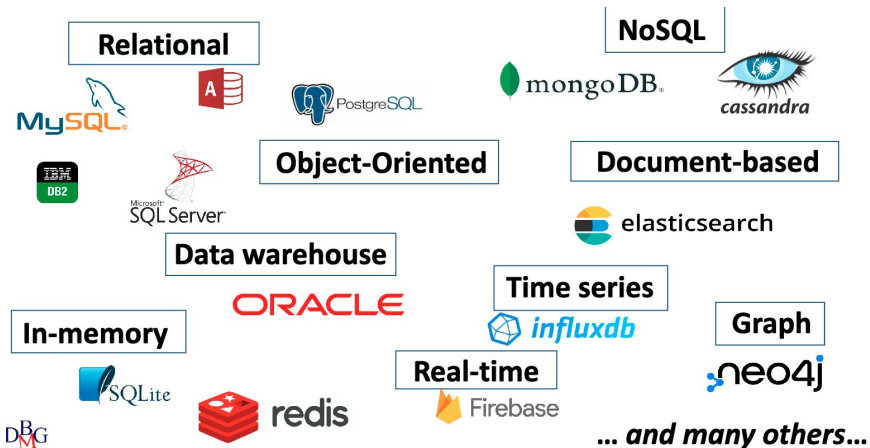 Relational
NoSQL
A
MySQL®
PostgreSQL
mongoDB®
cassandra
Object-Oriented
Document-based
IBM
DB2
Microsoft®
SQL Server®
elasticsearch
Data warehouse
ORACLE
Time series
influxdb
Graph
In-memory
neo4j
Real-time
SQLite
redis
Firebase
DBMG
... and many others...